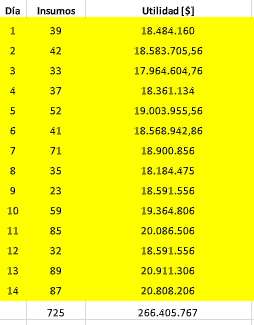 Día Insumos Utilidad [$]
1 39 18.484.160
2 42 18.583.705,56
3 33 17.964.604,76
4 37 18.361.134
5 52 19.003.955,56
6 41 18.568.942,86
7 71 18.900.856
8 35 18.184.475
9 23 18.591.556
10 59 19.364.806
11 85 20.086.506
12 32 18.591.556
13 89 20.911.306
14 87 20.808.206
725 266.405.767